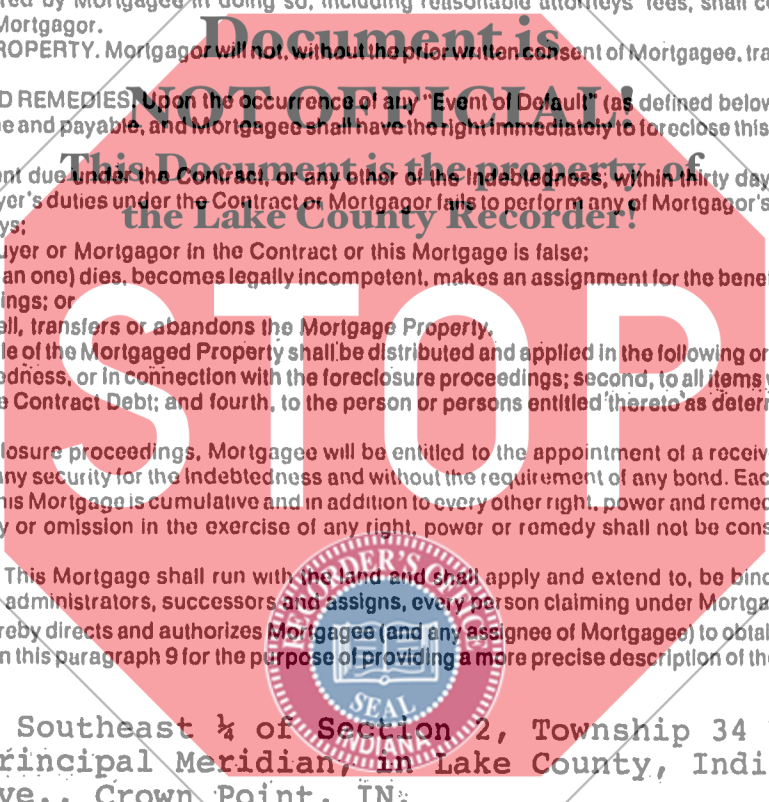 red by Mortgagee in doing so, including reasonable attorneys' fees, shall co
Mortgagor.
ROPERTY. Mortgagor will not, without the prior written consent of Mortgagee, tra
Document is
D REMEDIES. Upon the occurrence of any "Event of Default" (as defined below
NOT OFFICIAL!
e and payable, and Mortgagee shall have the right immediately to foreclose this
This Document is the property of
nt due under the Contract, or any other of the Indebtedness, within thirty day
yer's duties under the Contract or Mortgagor fails to perform any of Mortgagor's
the Lake County Recorder!
ys;
uyer or Mortgagor in the Contract or this Mortgage is false;
an one) dies, becomes legally incompetent, makes an assignment for the benef
ings; or
ell, transfers or abandons the Mortgage Property.
le of the Mortgaged Property shall be distributed and applied in the following or
edness, or in connection with the foreclosure proceedings; second, to all items
e Contract Debt; and fourth, to the person or persons entitled thereto as determ
STOP
losure proceedings, Mortgagee will be entitled to the appointment of a receiv
ny security for the Indebtedness and without the requirement of any bond. Eac
his Mortgage is cumulative and in addition to every other right, power and remed
y or omission in the exercise of any right, power or remedy shall not be cons
This Mortgage shall run with the land and shall apply and extend to, be bind
administrators, successors and assigns, every person claiming under Mortga
reby directs and authorizes Mortgagee (and any assignee of Mortgagee) to obtai
n this paragraph 9 for the purpose of providing a more precise description of the
RECORDER'S OFFICE
SEAL
INDIANA
Southeast ¼ of Section 2, Township 34
rincipal Meridian, in Lake County, Indi
ve., Crown Point, IN.